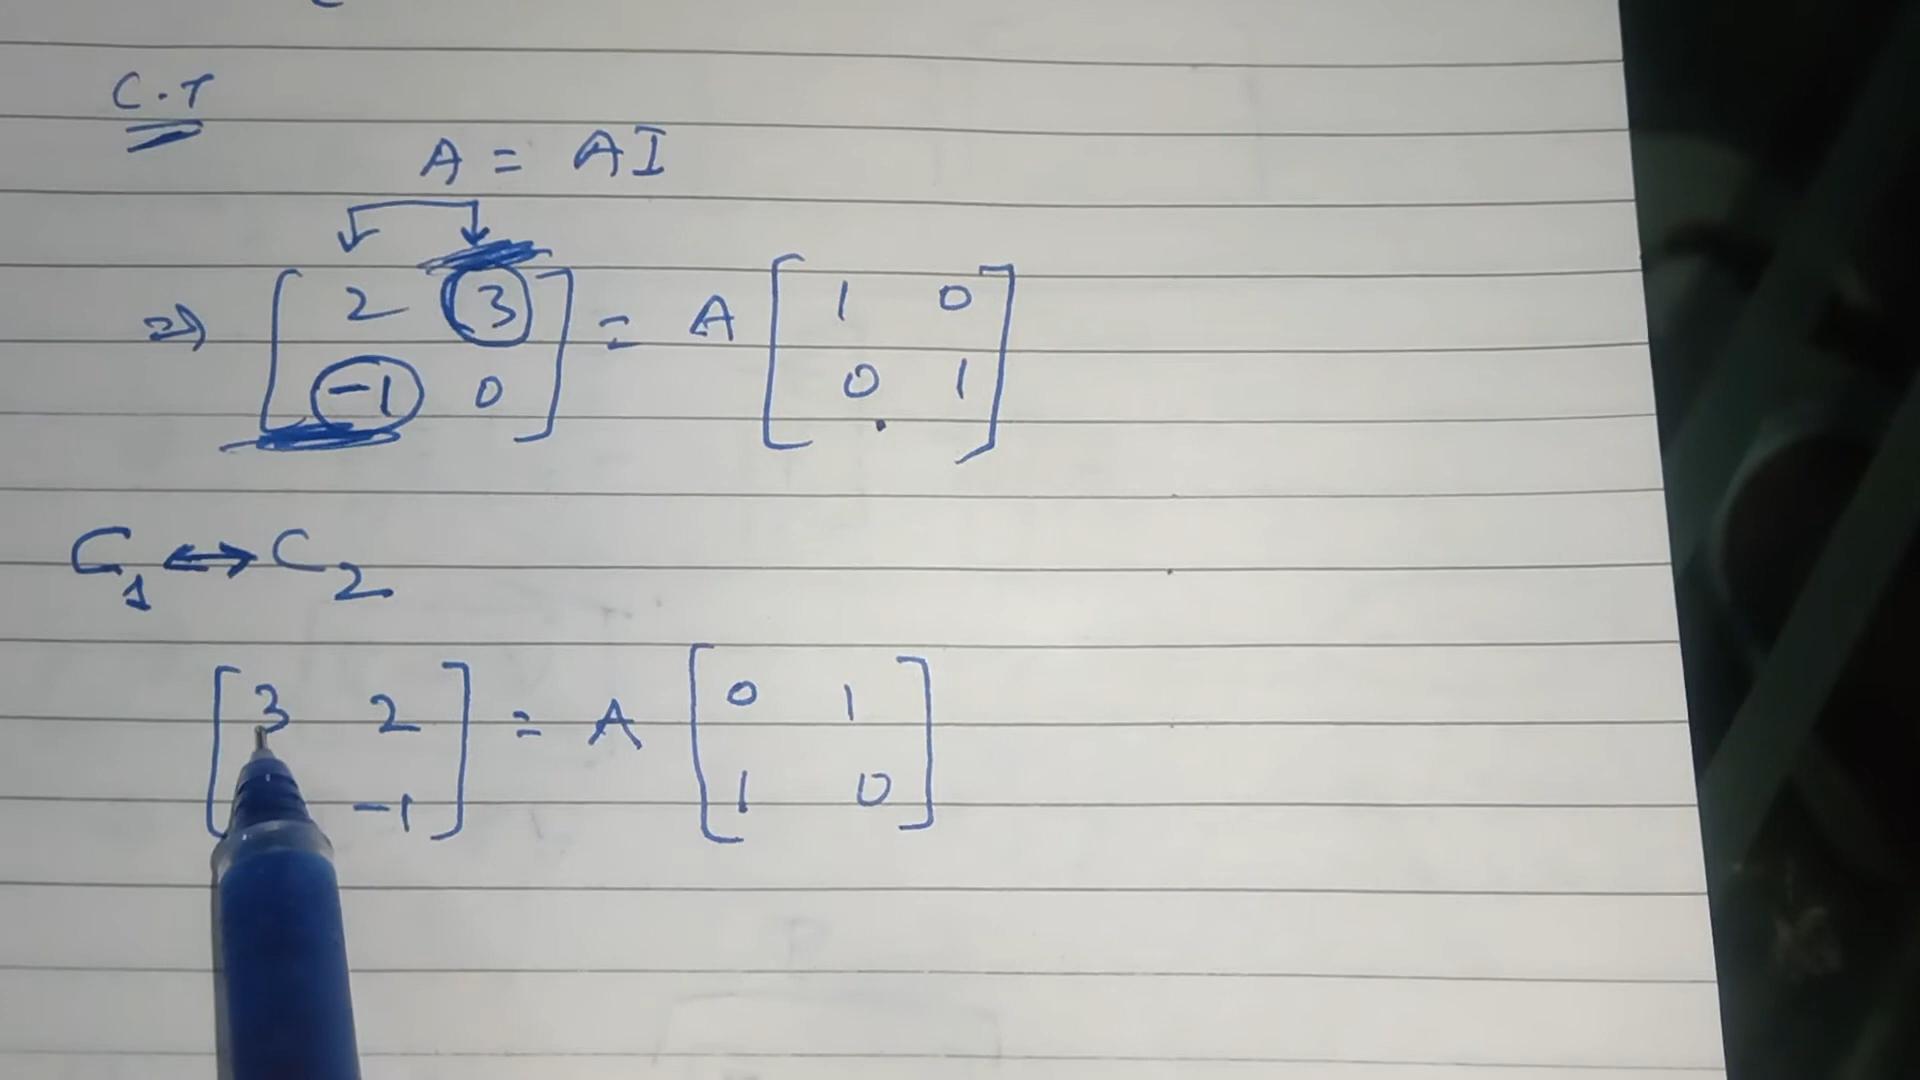 C.T
A = AI
⇒ [ 2 3
-1 0 ] = A [ 1 0
0 1 ]
C₁ ↔ C₂
[ 3 2
-1 ] = A [ 0 1
1 0 ]